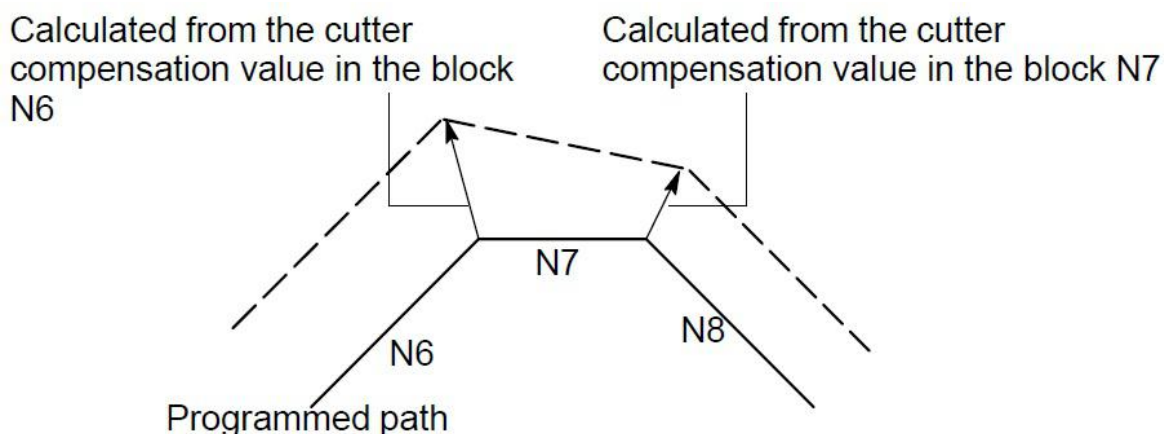 Calculated from the cutter
compensation value in the block
N6
Calculated from the cutter
compensation value in the block N7
N7
N6
N8
Programmed path